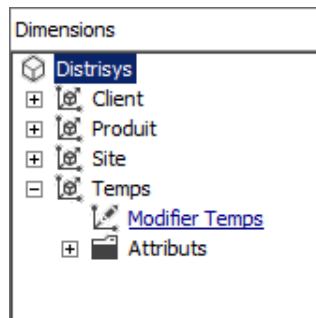 Dimensions
Distrisys
Client
Produit
Site
Temps
Modifier Temps
Attributs